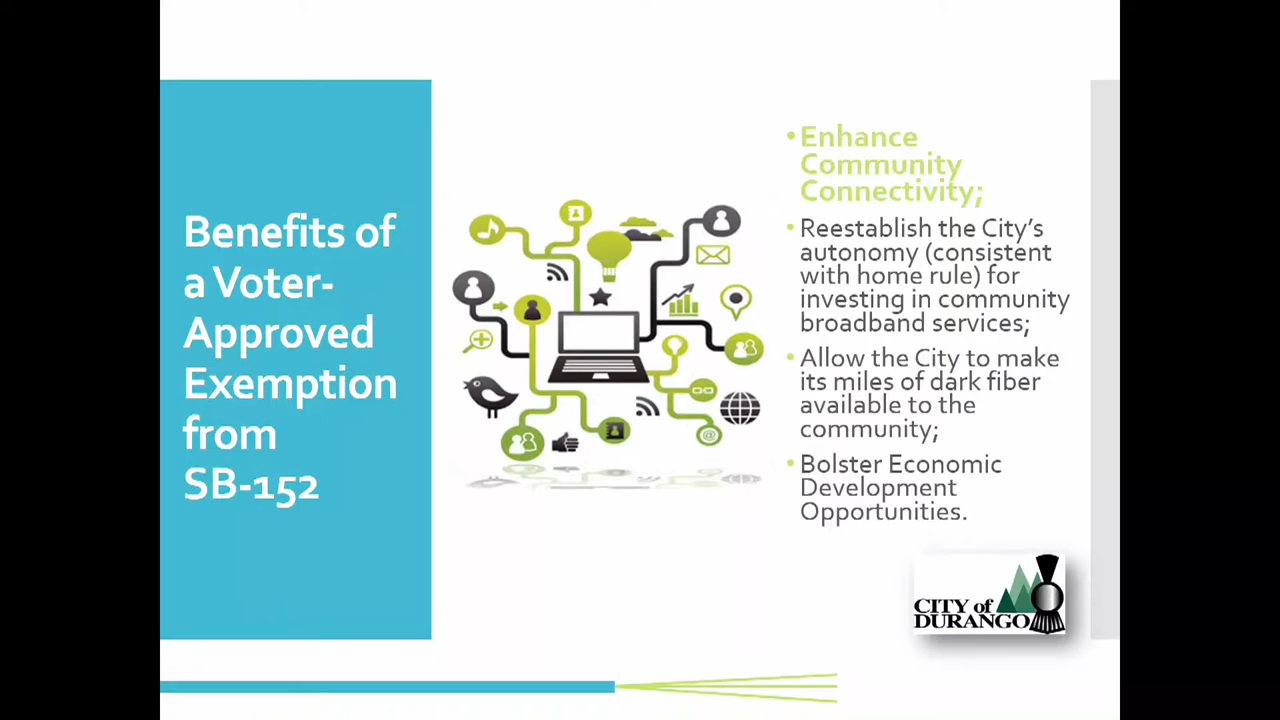 Benefits of
a Voter-
Approved
Exemption
from
SB-152
•Enhance
Community
Connectivity;
•Reestablish the City's
autonomy (consistent
with home rule) for
investing in community
broadband services;
•Allow the City to make
its miles of dark fiber
available to the
community;
•Bolster Economic
Development
Opportunities.
@
CITY of
DURANGO